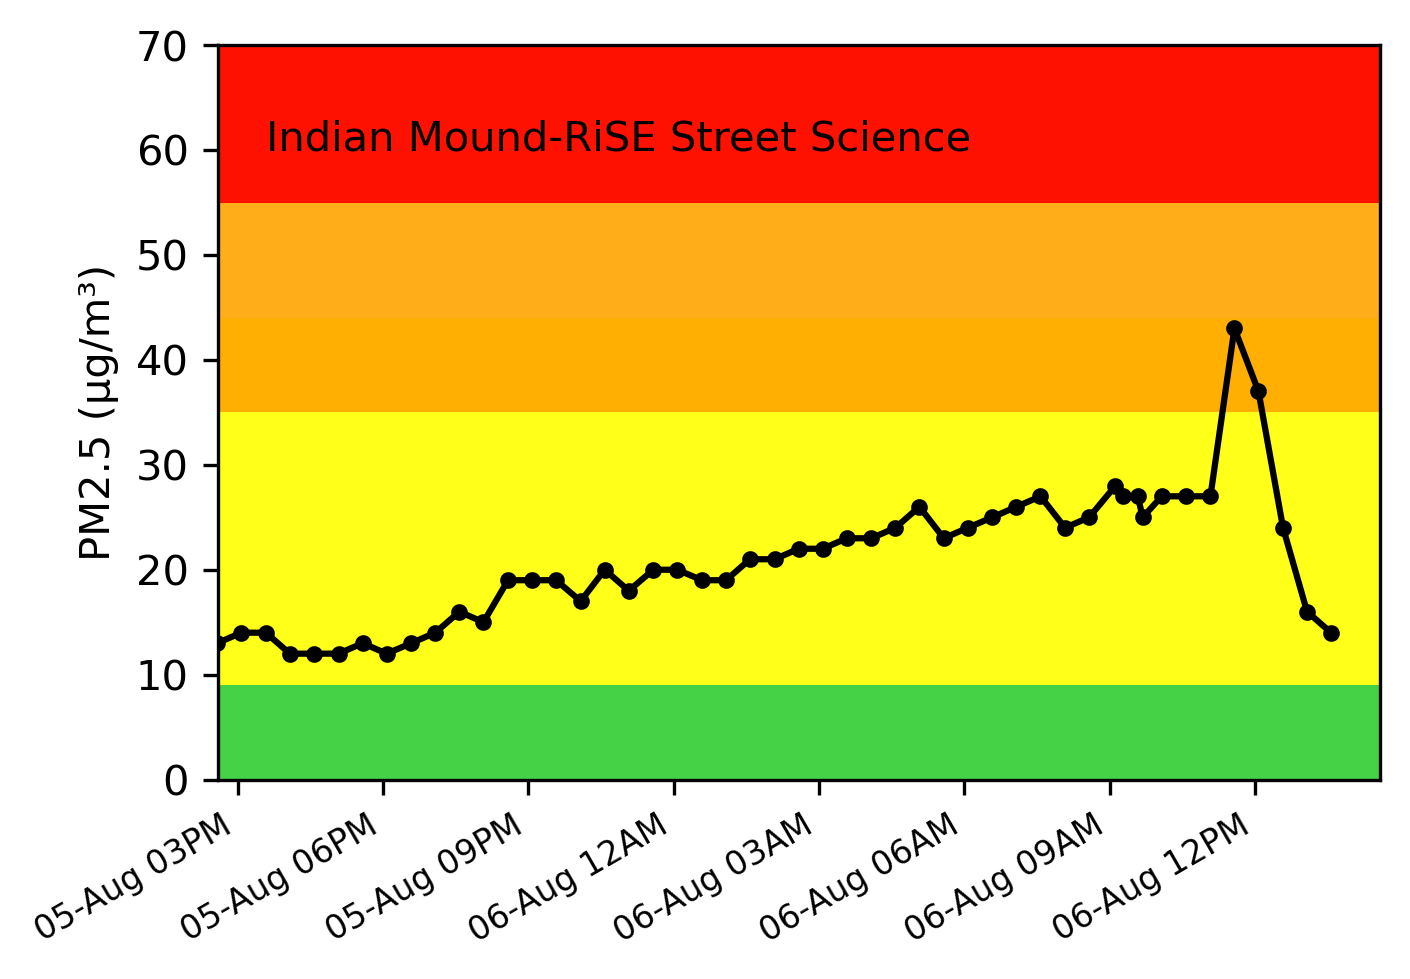 70
Indian Mound-RiSE Street Science
60
50
40
30
20
10
0
PM2.5 (µg/m³)
05-Aug 03PM
05-Aug 06PM
05-Aug 09PM
06-Aug 12AM
06-Aug 03AM
06-Aug 06AM
06-Aug 09AM
06-Aug 12PM